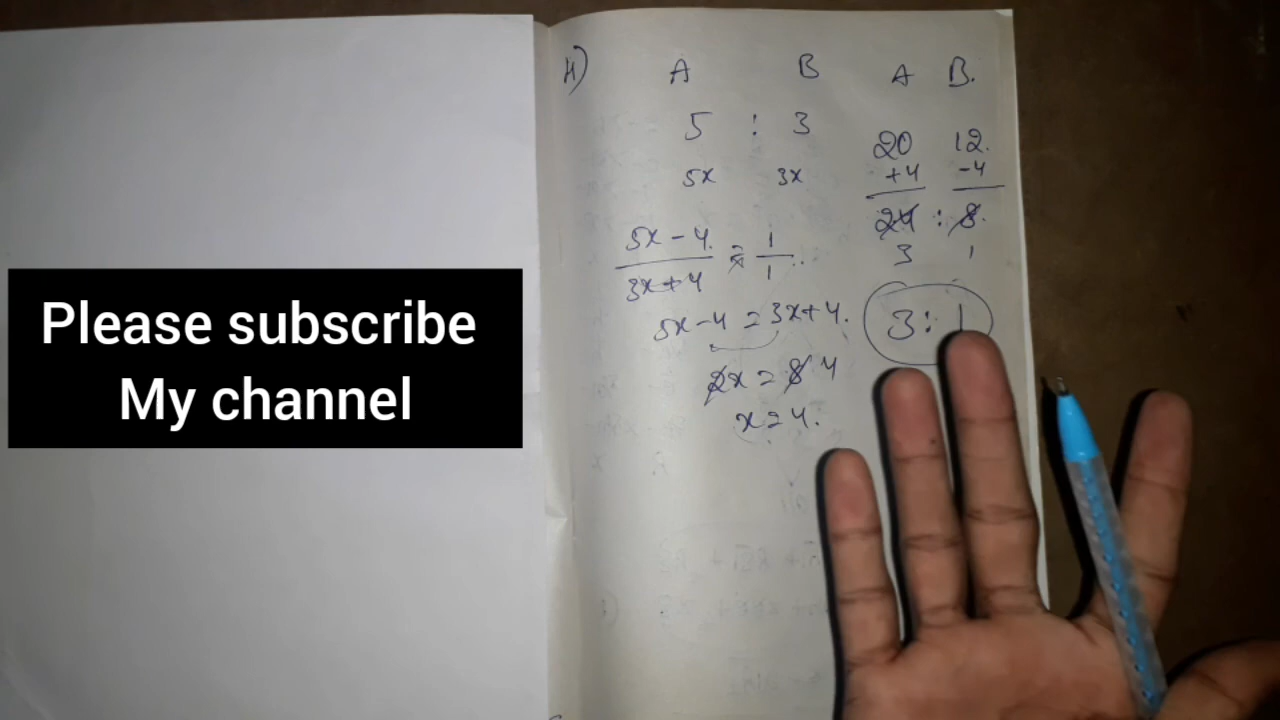 Please subscribe
My channel
4) A B
5 : 3
5x 3x
5x - 4 / 3x + 4 = 1 / 1
5x - 4 = 3x + 4.
2x = 8 4
x = 4.
A B.
20 12.
+4 -4
24 : 8.
3 1
3 : 1